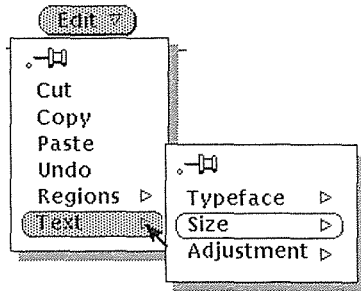 Edit
Cut
Copy
Paste
Undo
Regions
Text
Typeface
Size
Adjustment